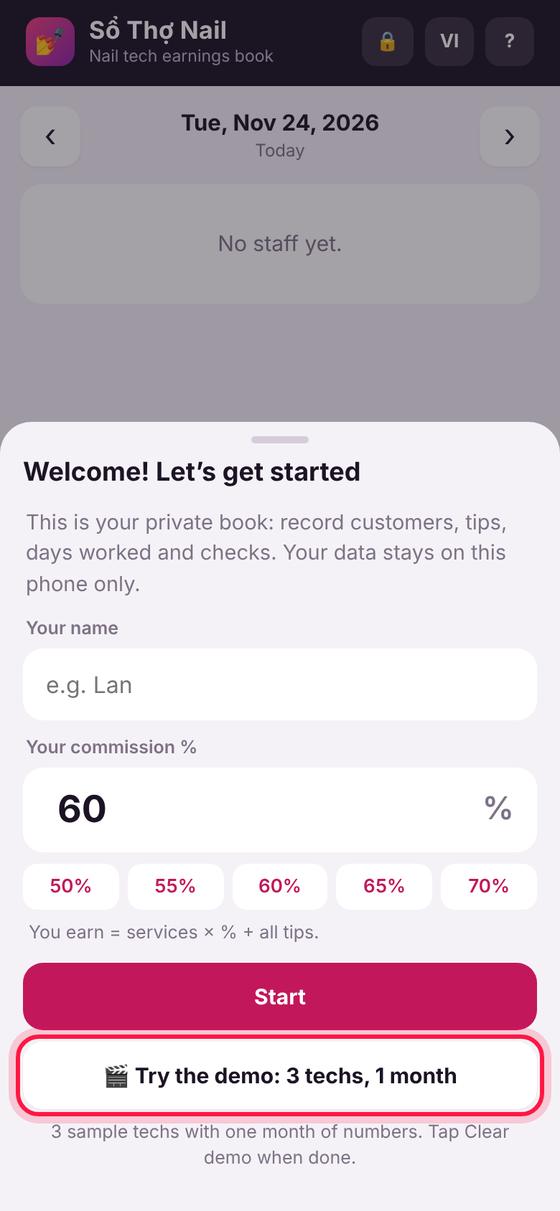 Sổ Thợ Nail
Nail tech earnings book
VI
?
‹
Tue, Nov 24, 2026
Today
›
No staff yet.
Welcome! Let’s get started
This is your private book: record customers, tips,
days worked and checks. Your data stays on this
phone only.
Your name
e.g. Lan
Your commission %
60
%
50%
55%
60%
65%
70%
You earn = services × % + all tips.
Start
🎬 Try the demo: 3 techs, 1 month
3 sample techs with one month of numbers. Tap Clear
demo when done.